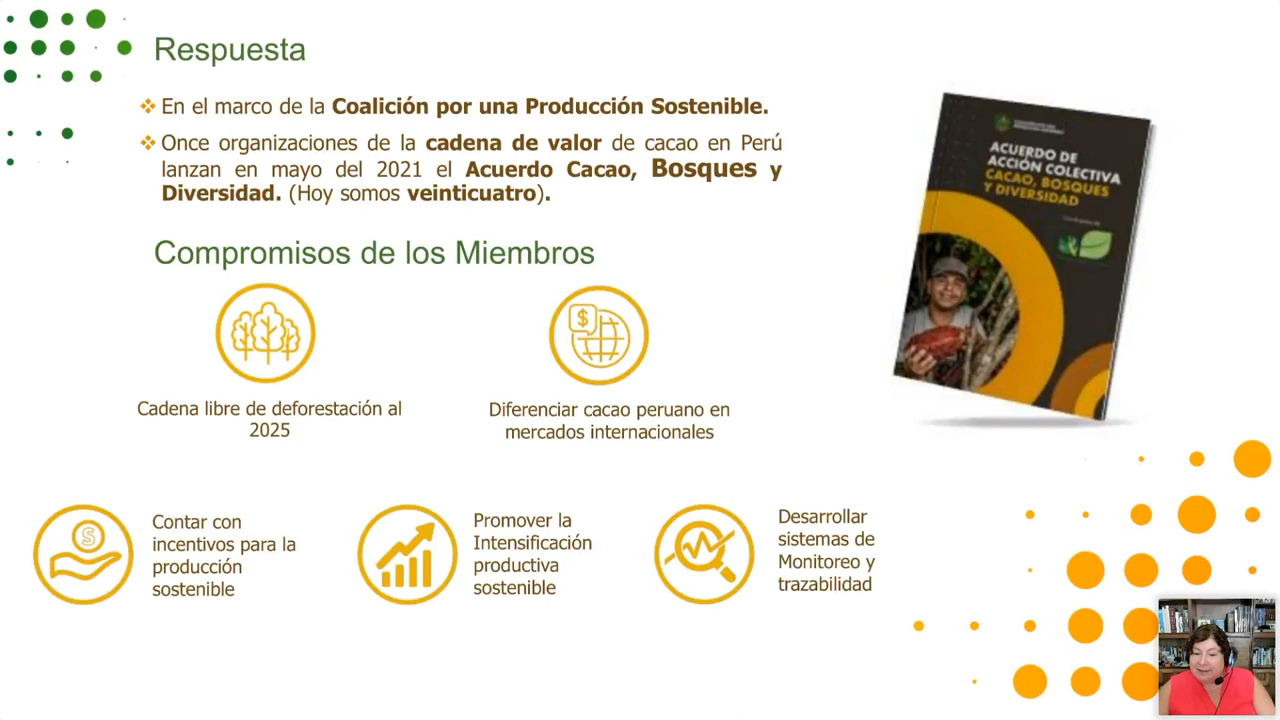 Respuesta
En el marco de la Coalición por una Producción Sostenible.
Once organizaciones de la cadena de valor de cacao en Perú
lanzan en mayo del 2021 el Acuerdo Cacao, Bosques y
Diversidad. (Hoy somos veinticuatro).
ACUERDO DE
ACCIÓN COLECTIVA
CACAO, BOSQUES
Y DIVERSIDAD
Compromisos de los Miembros
$
Cadena libre de deforestación al
2025
Diferenciar cacao peruano en
mercados internacionales
S
Contar con
incentivos para la
producción
sostenible
Promover la
Intensificación
productiva
sostenible
Desarrollar
sistemas de
Monitoreo y
trazabilidad